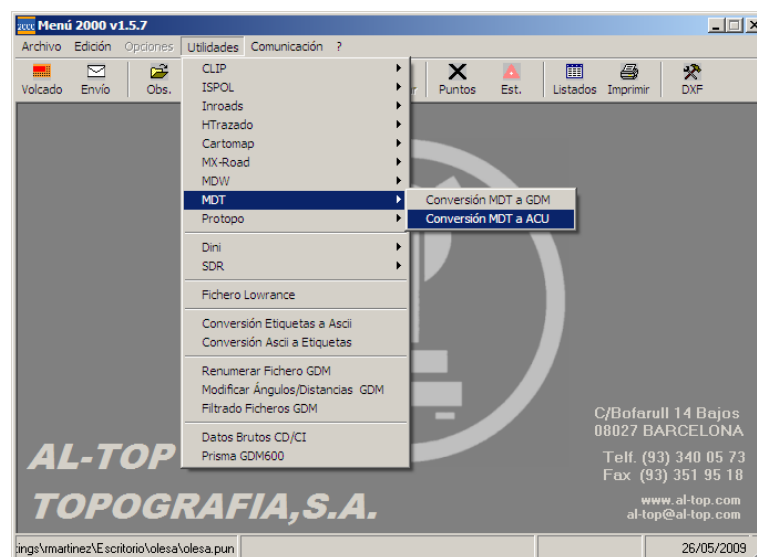 Menú 2000 v1.5.7
Archivo Edición Opciones Utilidades Comunicación ?
Volcado Envío Obs. Puntos Est. Listados Imprimir DXF
CLIP
ISPOL
Inroads
HTrazado
Cartomap
MX-Road
MDW
MDT
Conversión MDT a GDM
Protopo
Conversión MDT a ACU
Dini
SDR
Fichero Lowrance
Conversión Etiquetas a Ascii
Conversión Ascii a Etiquetas
Renumerar Fichero GDM
Modificar Ángulos/Distancias GDM
Filtrado Ficheros GDM
Datos Brutos CD/CI
Prisma GDM600
C/Bofarull 14 Bajos
08027 BARCELONA
Telf. (93) 340 05 73
Fax (93) 351 95 18
www.al-top.com
al-top@al-top.com
AL-TOP
TOPOGRAFIA,S.A.
ings\rmartinez\Escritorio\olesa\olesa.pun
26/05/2009